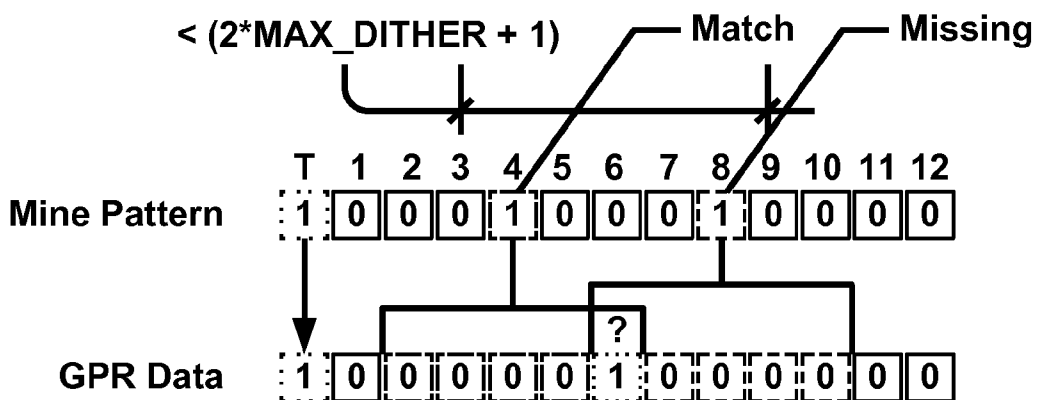 < (2*MAX_DITHER + 1) Match Missing
T 1 2 3 4 5 6 7 8 9 10 11 12
Mine Pattern 1 0 0 0 1 0 0 0 1 0 0 0 0
?
GPR Data 1 0 0 0 0 0 1 0 0 0 0 0 0